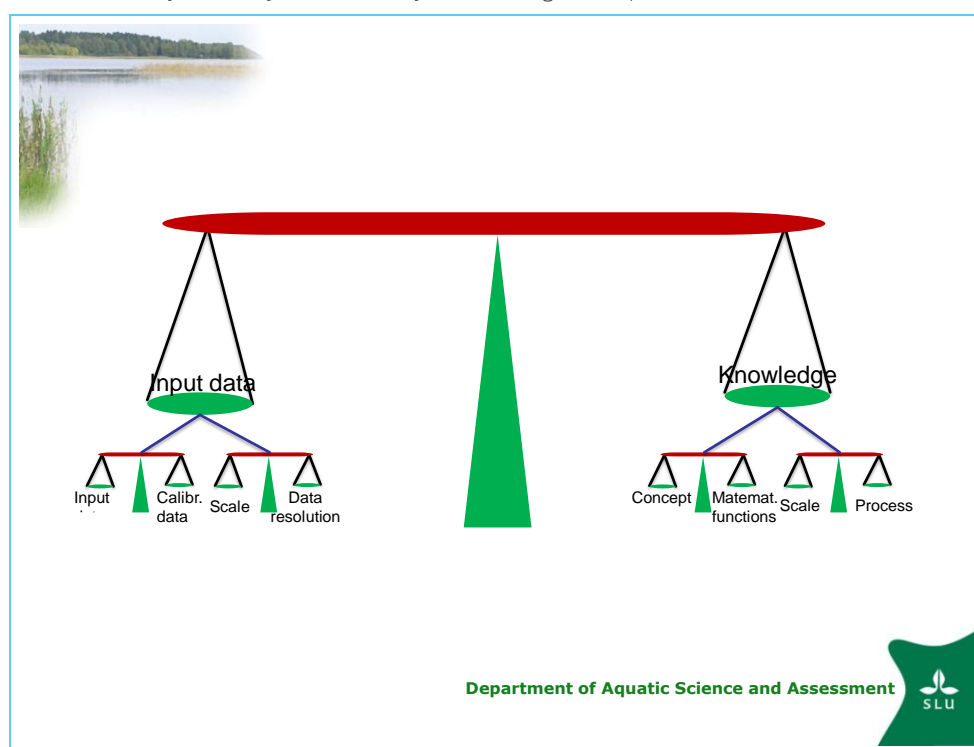 Input data
Knowledge
Input
Calibr.
data
Scale
Data
resolution
Concept
Matemat.
functions
Scale
Process
Department of Aquatic Science and Assessment
SLU